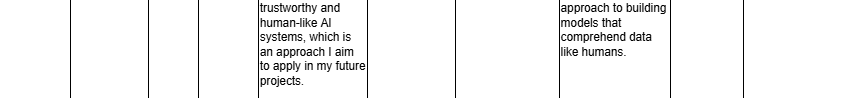 trustworthy and
human-like AI
systems, which is
an approach I aim
to apply in my future
projects.
approach to building
models that
comprehend data
like humans.